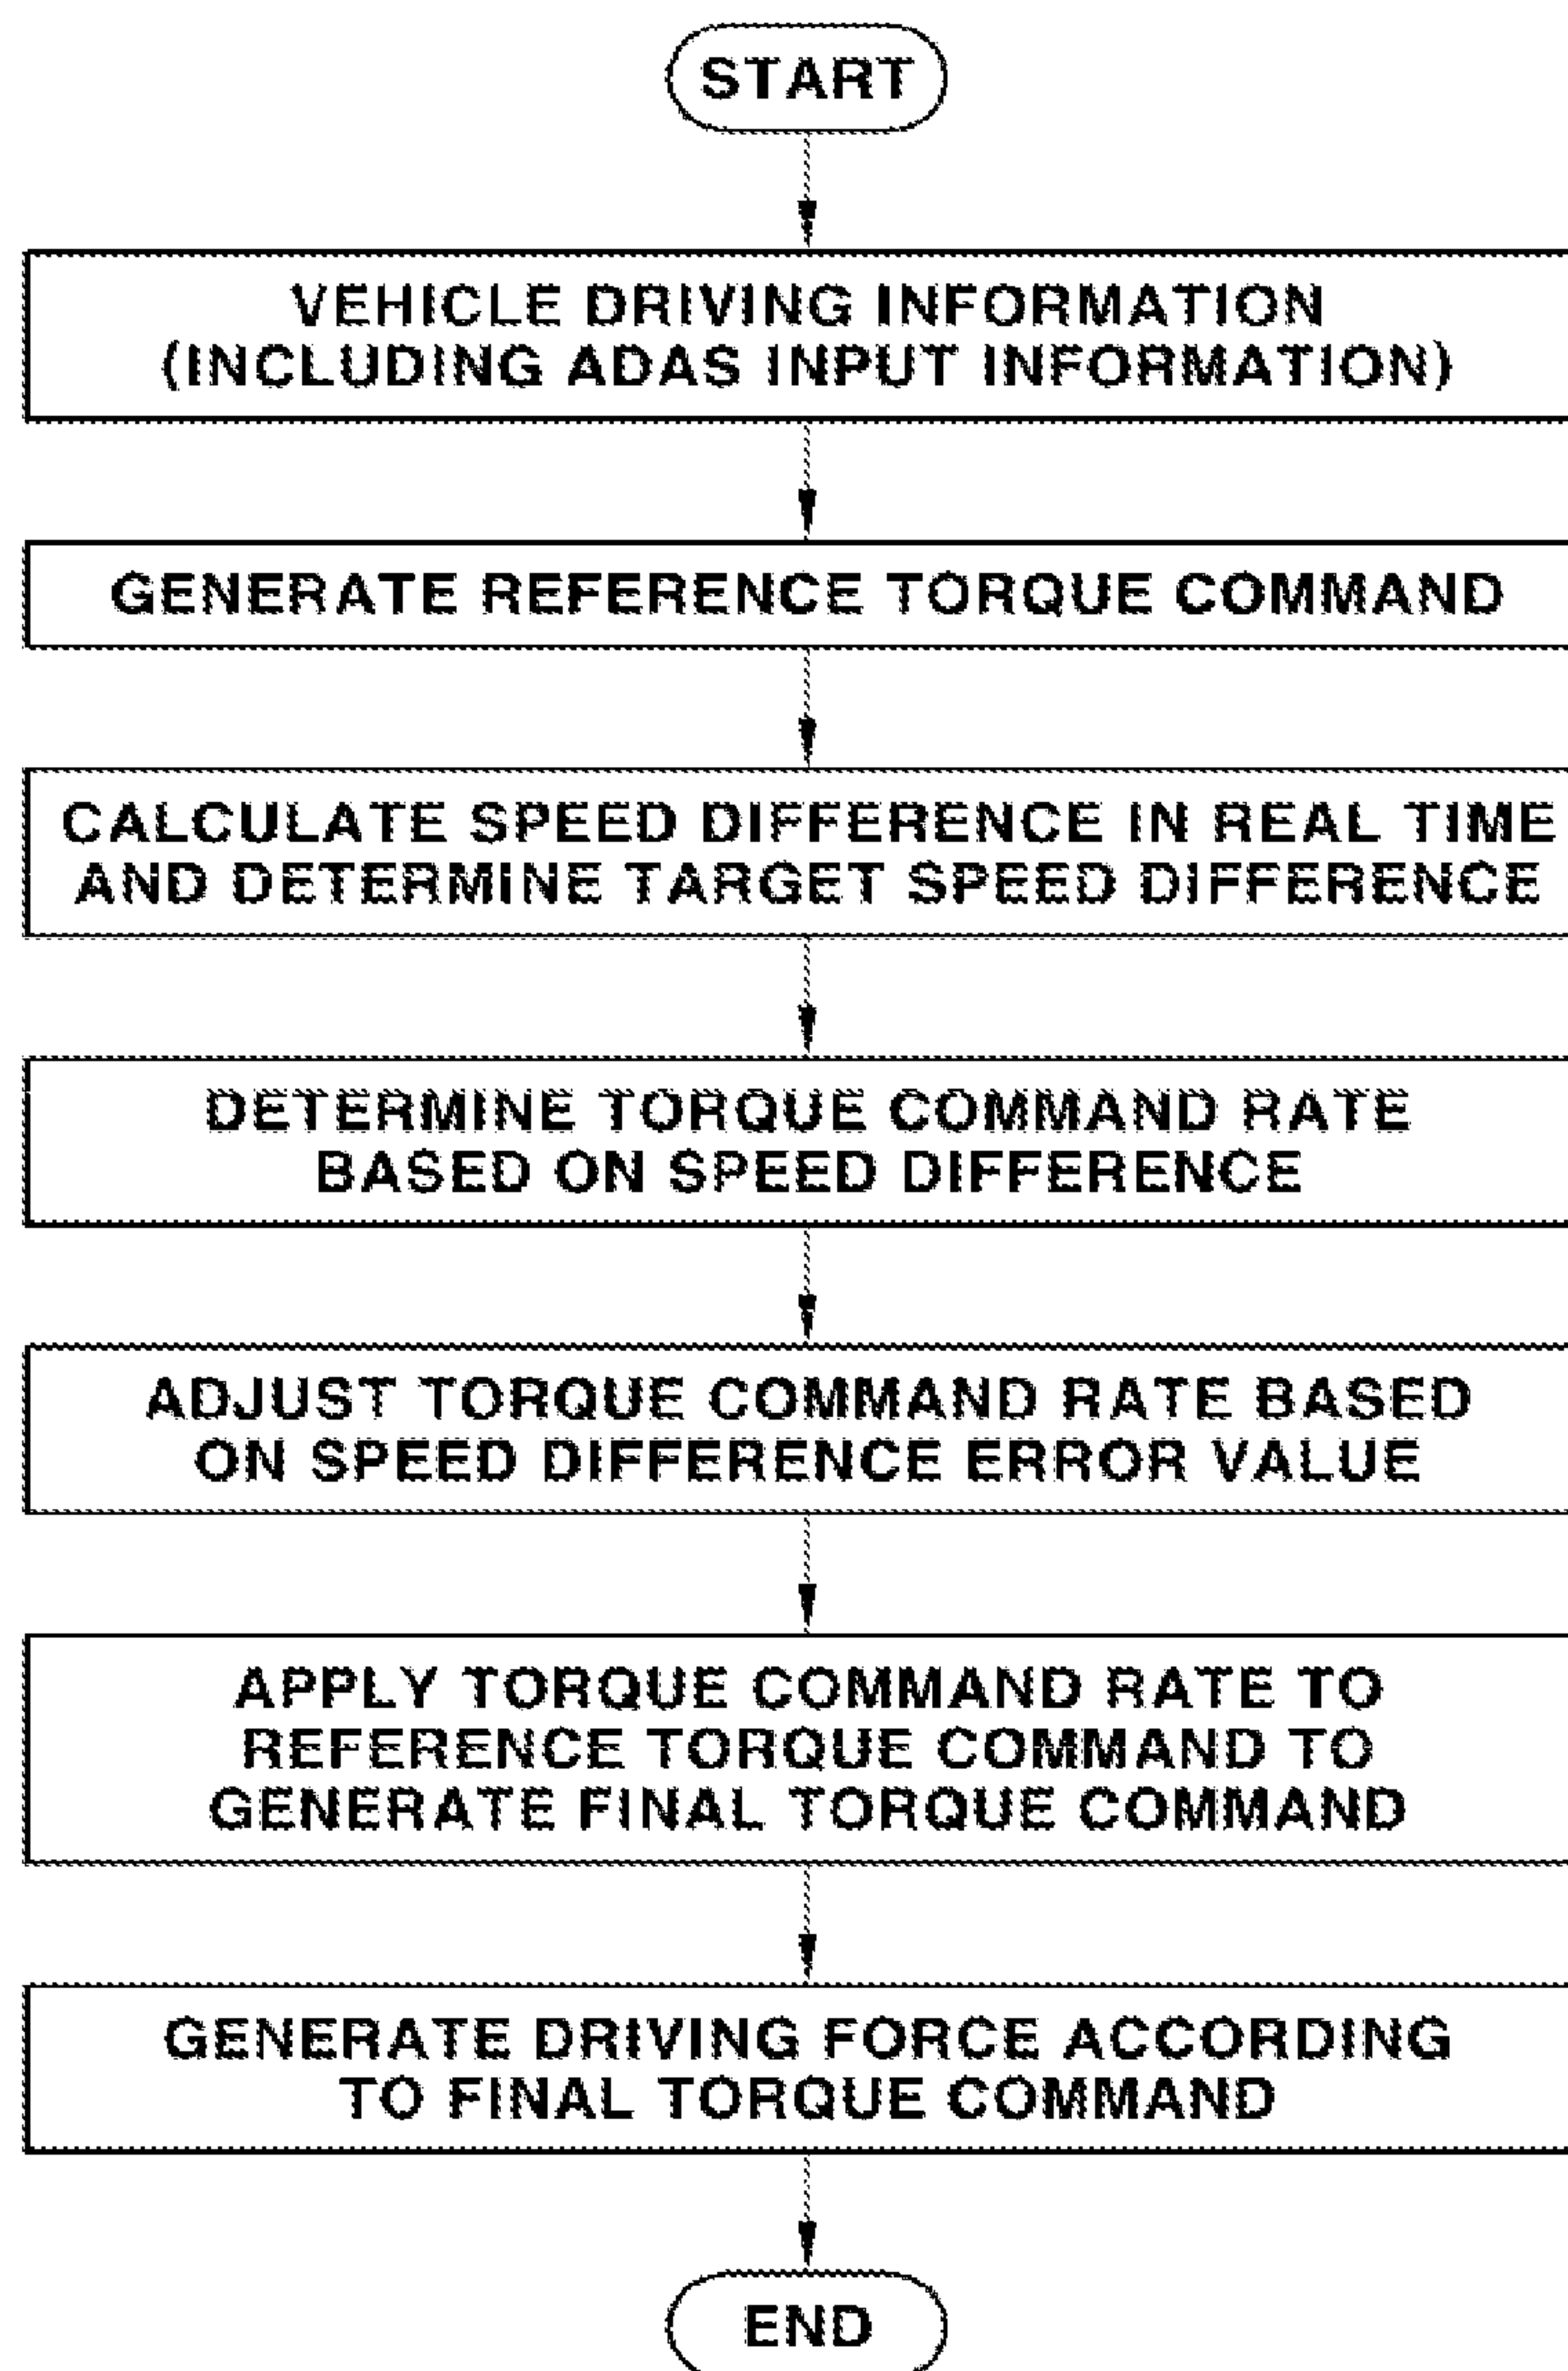 START
VEHICLE DRIVING INFORMATION
(INCLUDING ADAS INPUT INFORMATION)
GENERATE REFERENCE TORQUE COMMAND
CALCULATE SPEED DIFFERENCE IN REAL TIME
AND DETERMINE TARGET SPEED DIFFERENCE
DETERMINE TORQUE COMMAND RATE
BASED ON SPEED DIFFERENCE
ADJUST TORQUE COMMAND RATE BASED
ON SPEED DIFFERENCE ERROR VALUE
APPLY TORQUE COMMAND RATE TO
REFERENCE TORQUE COMMAND TO
GENERATE FINAL TORQUE COMMAND
GENERATE DRIVING FORCE ACCORDING
TO FINAL TORQUE COMMAND
END